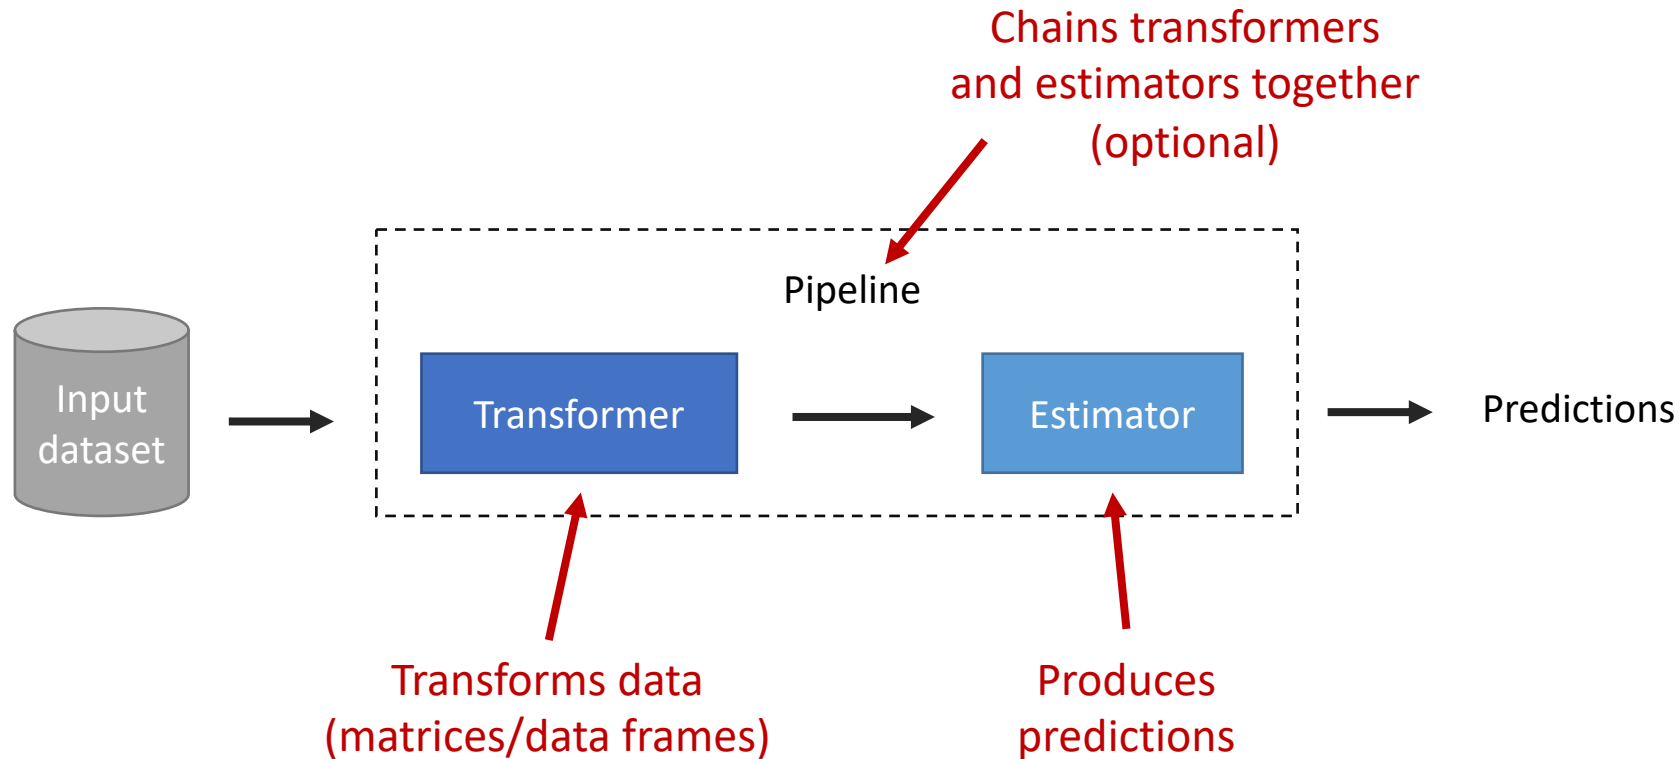 Chains transformers
and estimators together
(optional)
Pipeline
Input
dataset
Transformer
Estimator
Predictions
Transforms data
(matrices/data frames)
Produces
predictions